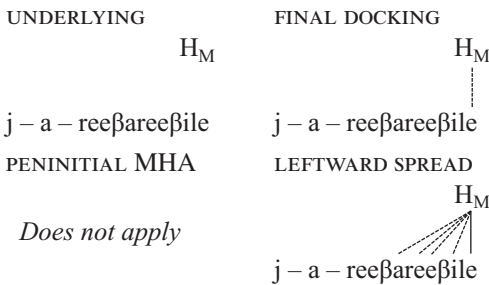 UNDERLYING
H_M
j – a – reeβareeβile
FINAL DOCKING
H_M
j – a – reeβareeβile
PENINITIAL MHA
Does not apply
LEFTWARD SPREAD
H_M
j – a – reeβareeβile